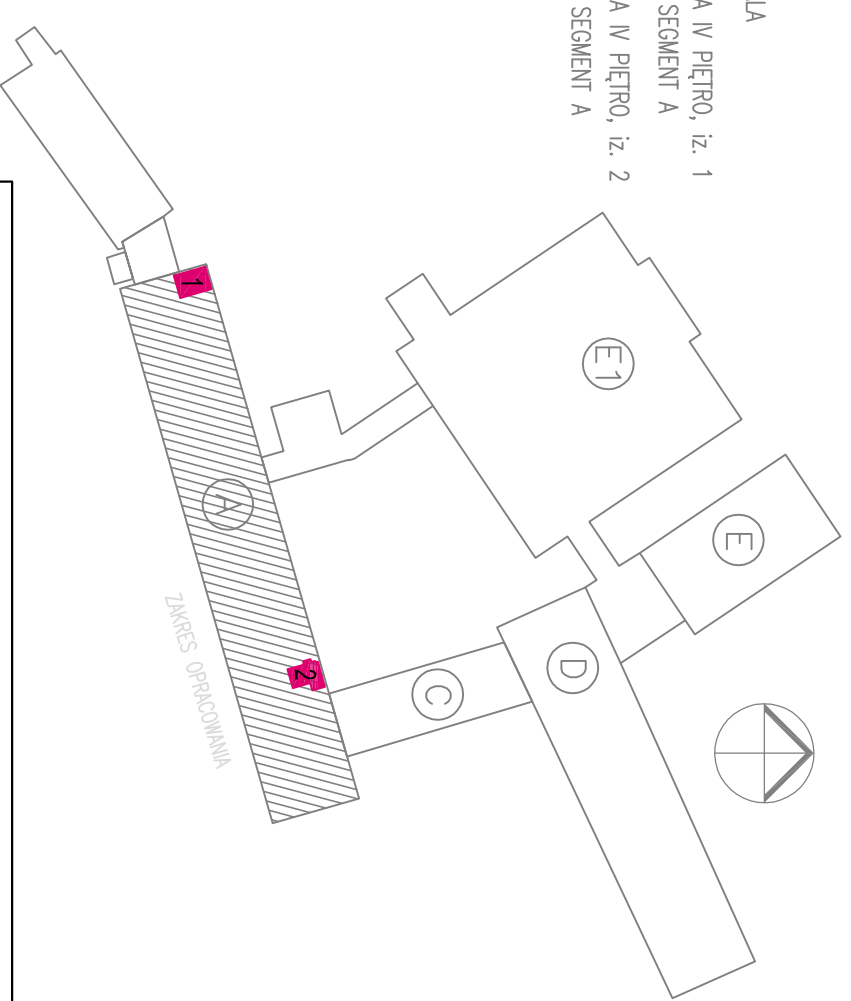 LA
A IV PIĘTRO, iz. 1
SEGMENT A
A IV PIĘTRO, iz. 2
SEGMENT A
E1
E
D
C
A
1
2
ZAKRES OPRACOWANIA